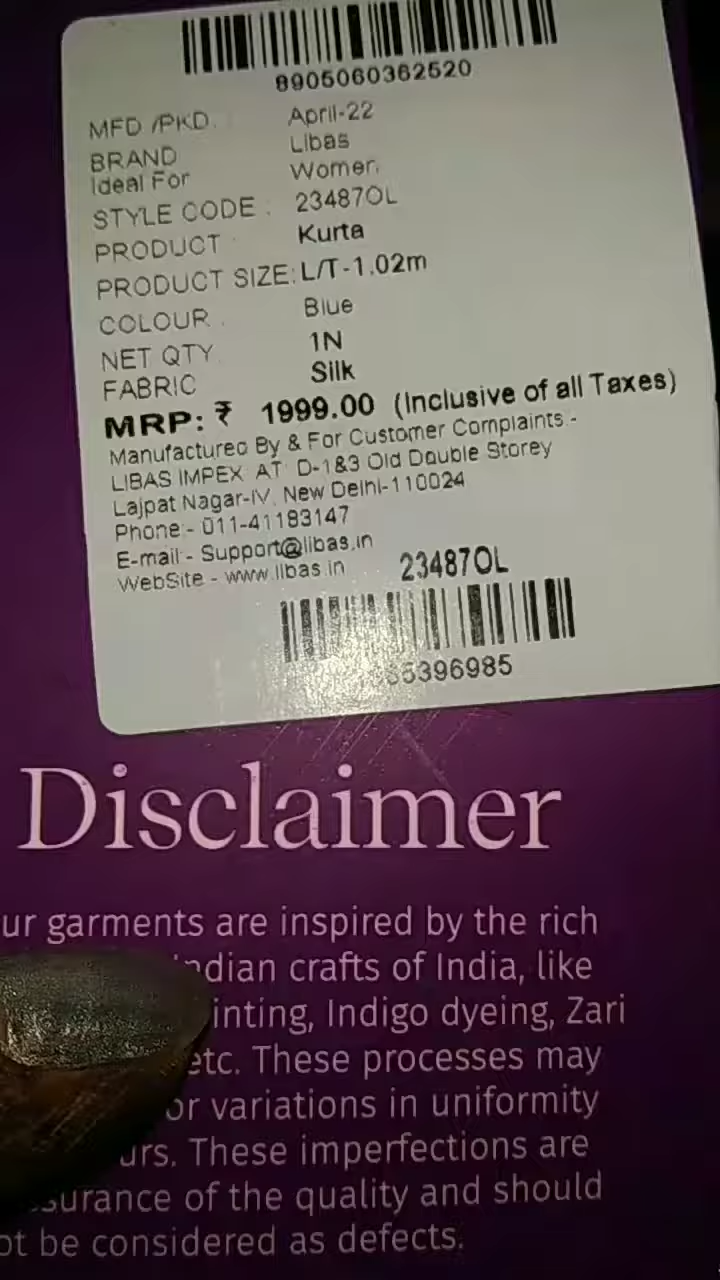 8905060362520
MFD /PKD. April-22
BRAND Libas
Ideal For Women
STYLE CODE : 23487OL
PRODUCT : Kurta
PRODUCT SIZE: L/T-1.02m
COLOUR : Blue
NET QTY 1N
FABRIC Silk
MRP: ₹ 1999.00 (Inclusive of all Taxes)
Manufactured By & For Customer Complaints:-
LIBAS IMPEX AT D-1&3 Old Double Storey
Lajpat Nagar-IV, New Delhi-110024
Phone:- 011-41183147
E-mail:- Support@libas.in
WebSite - www.libas.in 23487OL
55396985
Disclaimer
ur garments are inspired by the rich
Indian crafts of India, like
inting, Indigo dyeing, Zari
etc. These processes may
or variations in uniformity
urs. These imperfections are
surance of the quality and should
ot be considered as defects.